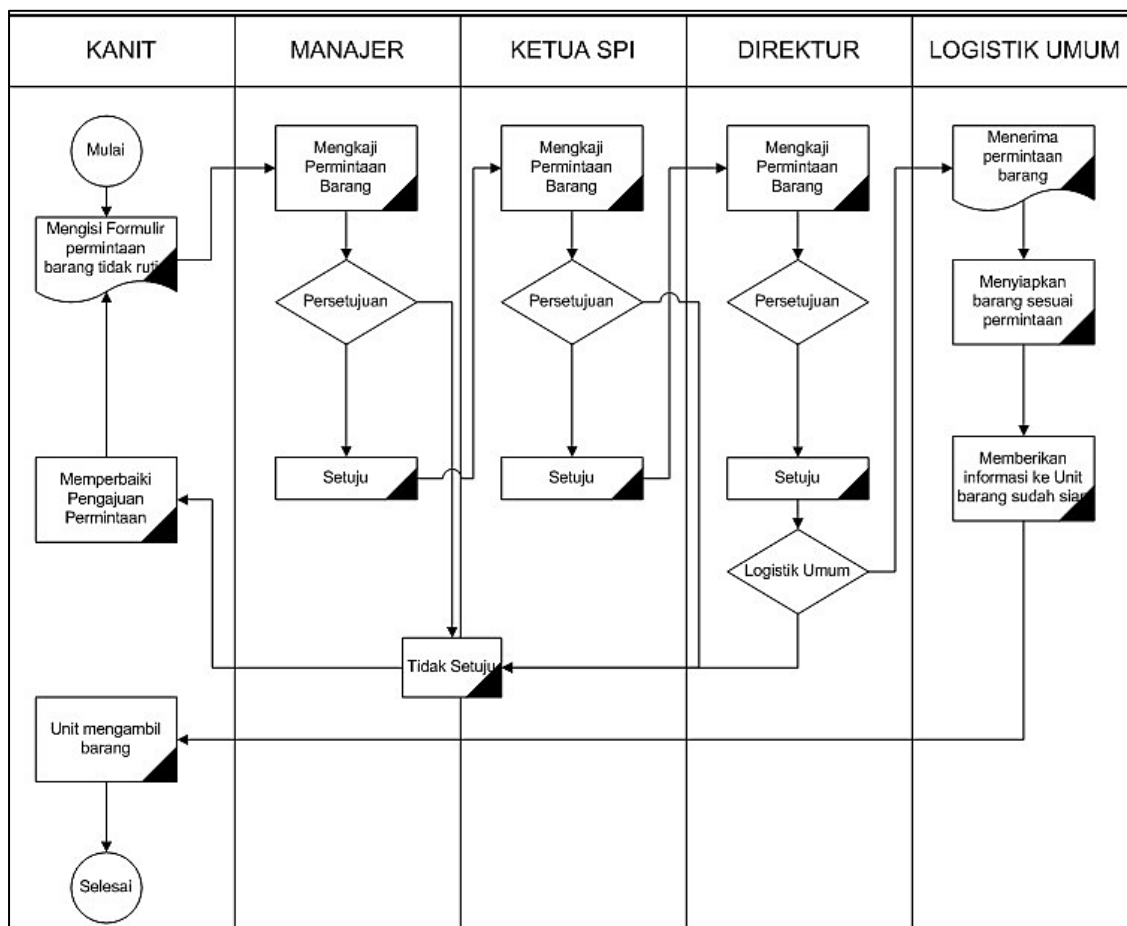 KANIT
MANAJER
KETUA SPI
DIREKTUR
LOGISTIK UMUM
Mulai
Mengisi Formulir
permintaan
barang tidak ruti
Memperbaiki
Pengajuan
Permintaan
Unit mengambil
barang
Selesai
Mengkaji
Permintaan
Barang
Persetujuan
Setuju
Tidak Setuju
Mengkaji
Permintaan
Barang
Persetujuan
Setuju
Mengkaji
Permintaan
Barang
Persetujuan
Setuju
Logistik Umum
Menerima
permintaan
barang
Menyiapkan
barang sesuai
permintaan
Memberikan
informasi ke Unit
barang sudah siap